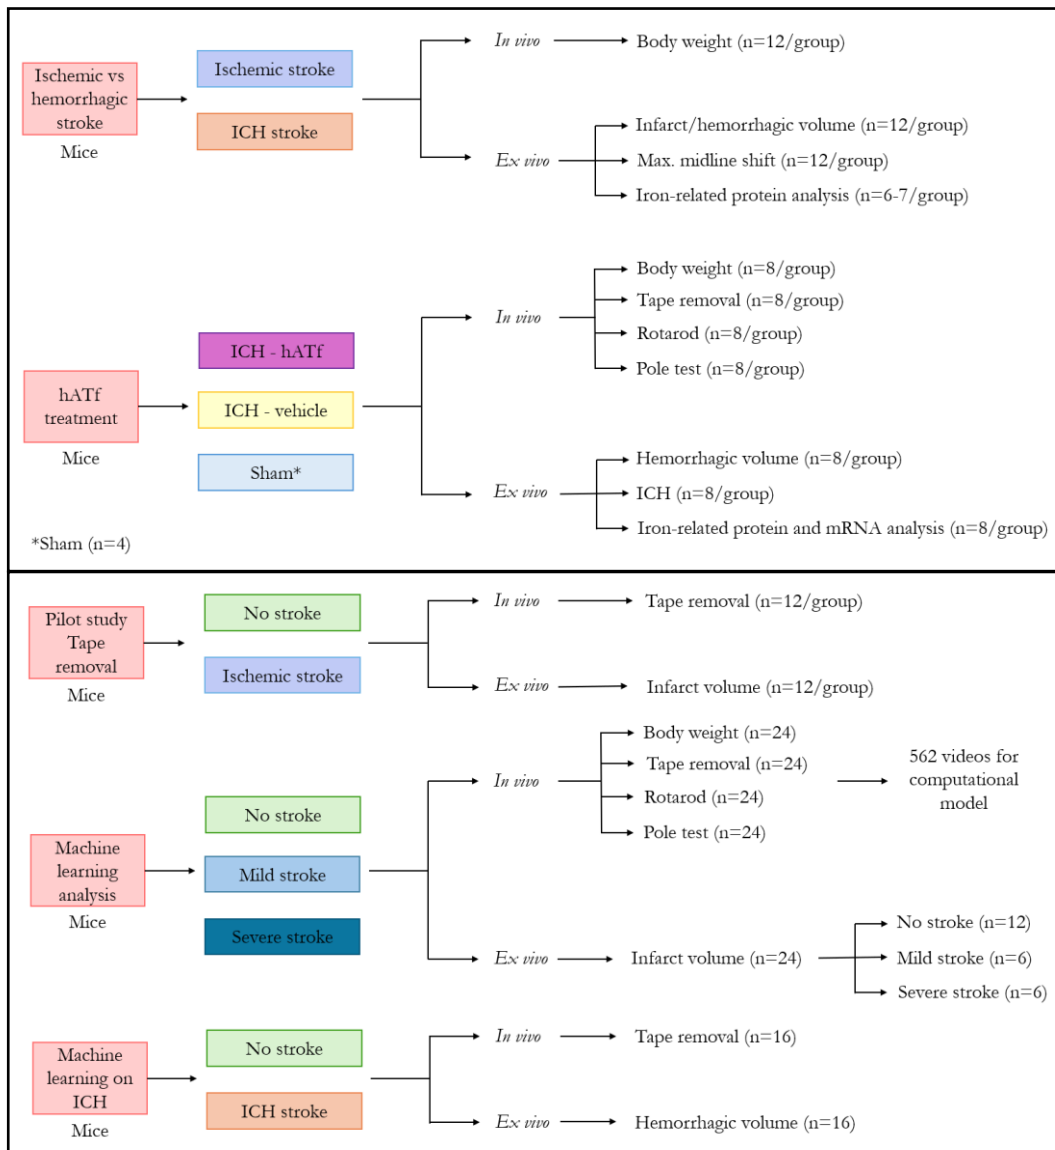 Ischemic vs
hemorrhagic
stroke
Mice
Ischemic stroke
ICH stroke
In vivo
Body weight (n=12/group)
Ex vivo
Infarct/hemorrhagic volume (n=12/group)
Max. midline shift (n=12/group)
Iron-related protein analysis (n=6-7/group)
hATf
treatment
Mice
ICH - hATf
ICH - vehicle
Sham*
In vivo
Body weight (n=8/group)
Tape removal (n=8/group)
Rotarod (n=8/group)
Pole test (n=8/group)
Ex vivo
Hemorrhagic volume (n=8/group)
ICH (n=8/group)
Iron-related protein and mRNA analysis (n=8/group)
*Sham (n=4)
Pilot study
Tape
removal
Mice
No stroke
Ischemic stroke
In vivo
Tape removal (n=12/group)
Ex vivo
Infarct volume (n=12/group)
Machine
learning
analysis
Mice
No stroke
Mild stroke
Severe stroke
In vivo
Body weight (n=24)
Tape removal (n=24)
Rotarod (n=24)
Pole test (n=24)
562 videos for
computational
model
Ex vivo
Infarct volume (n=24)
No stroke (n=12)
Mild stroke (n=6)
Severe stroke (n=6)
Machine
learning on
ICH
Mice
No stroke
ICH stroke
In vivo
Tape removal (n=16)
Ex vivo
Hemorrhagic volume (n=16)